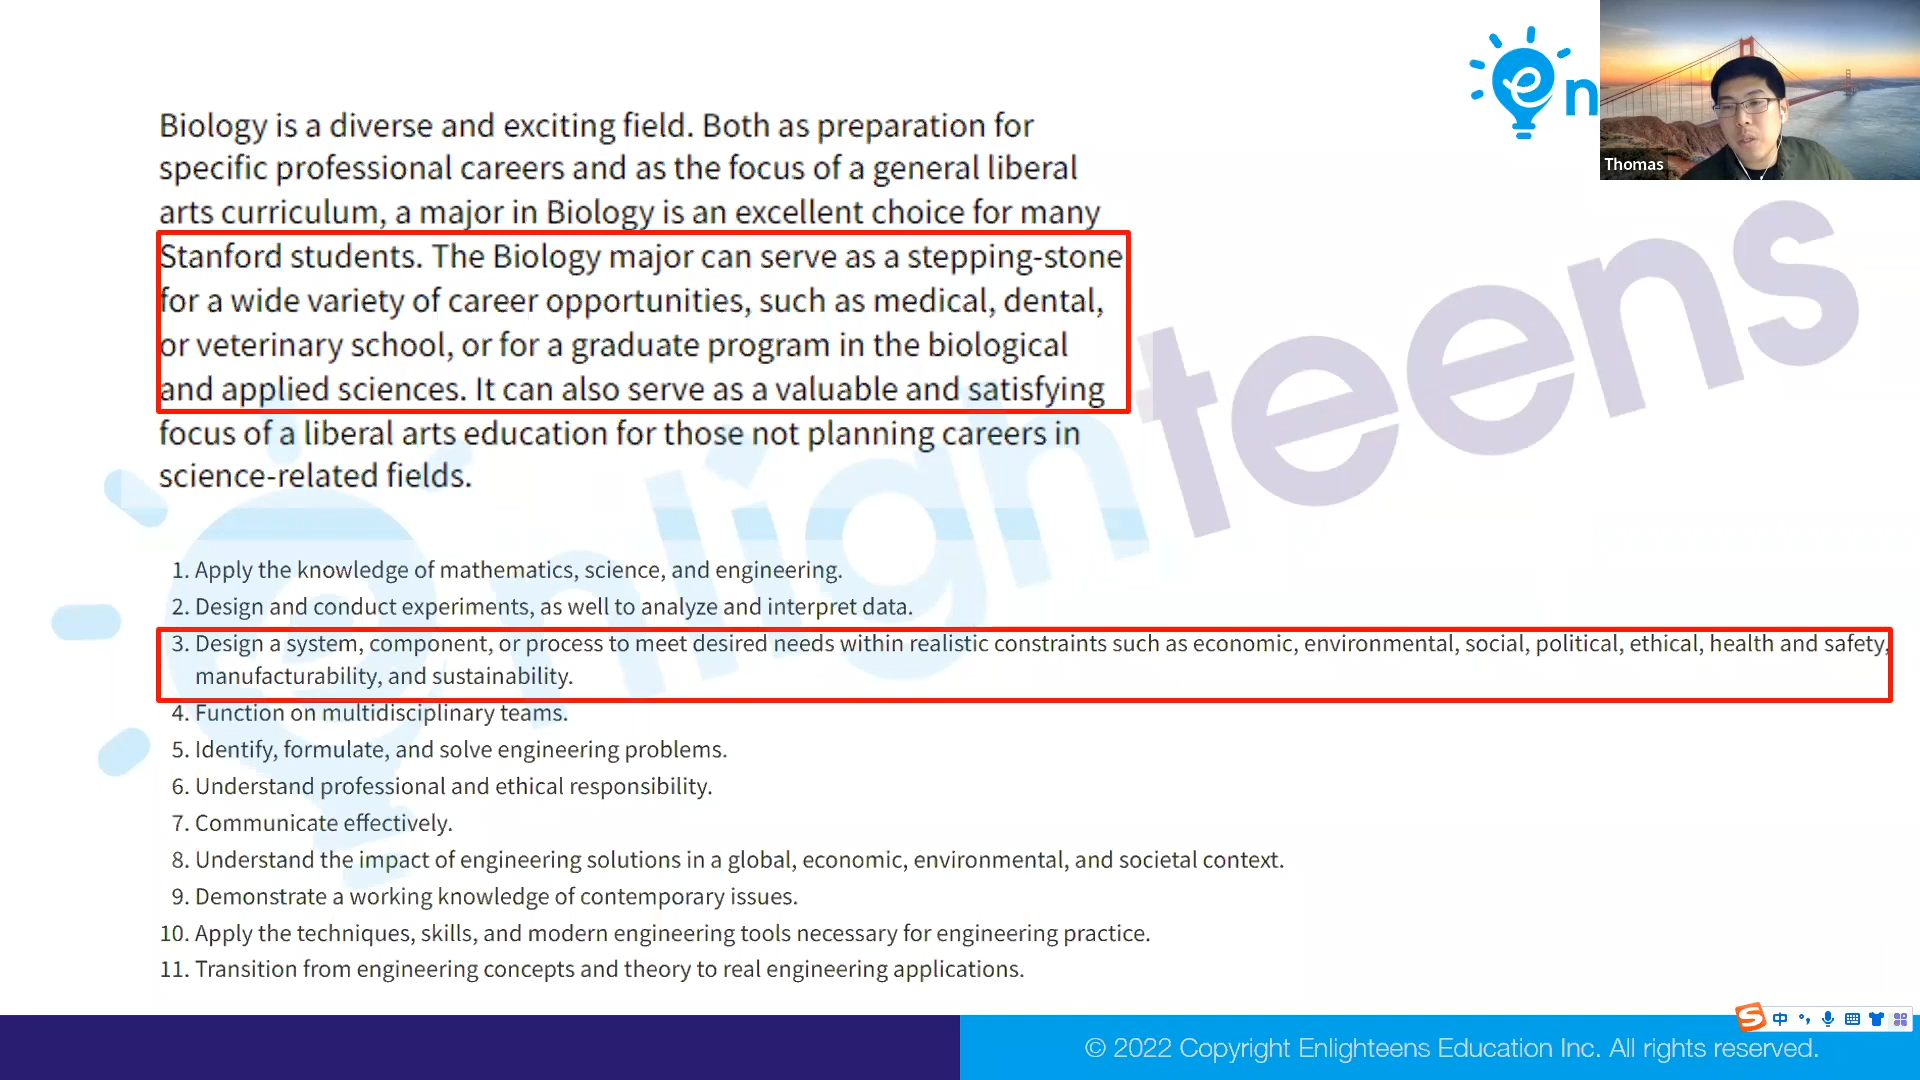 en
Thomas
Biology is a diverse and exciting field. Both as preparation for
specific professional careers and as the focus of a general liberal
arts curriculum, a major in Biology is an excellent choice for many
Stanford students. The Biology major can serve as a stepping-stone
for a wide variety of career opportunities, such as medical, dental,
or veterinary school, or for a graduate program in the biological
and applied sciences. It can also serve as a valuable and satisfying
focus of a liberal arts education for those not planning careers in
science-related fields.
enlighteens
1. Apply the knowledge of mathematics, science, and engineering.
2. Design and conduct experiments, as well to analyze and interpret data.
3. Design a system, component, or process to meet desired needs within realistic constraints such as economic, environmental, social, political, ethical, health and safety,
manufacturability, and sustainability.
4. Function on multidisciplinary teams.
5. Identify, formulate, and solve engineering problems.
6. Understand professional and ethical responsibility.
7. Communicate effectively.
8. Understand the impact of engineering solutions in a global, economic, environmental, and societal context.
9. Demonstrate a working knowledge of contemporary issues.
10. Apply the techniques, skills, and modern engineering tools necessary for engineering practice.
11. Transition from engineering concepts and theory to real engineering applications.
S 中
© 2022 Copyright Enlighteens Education Inc. All rights reserved.